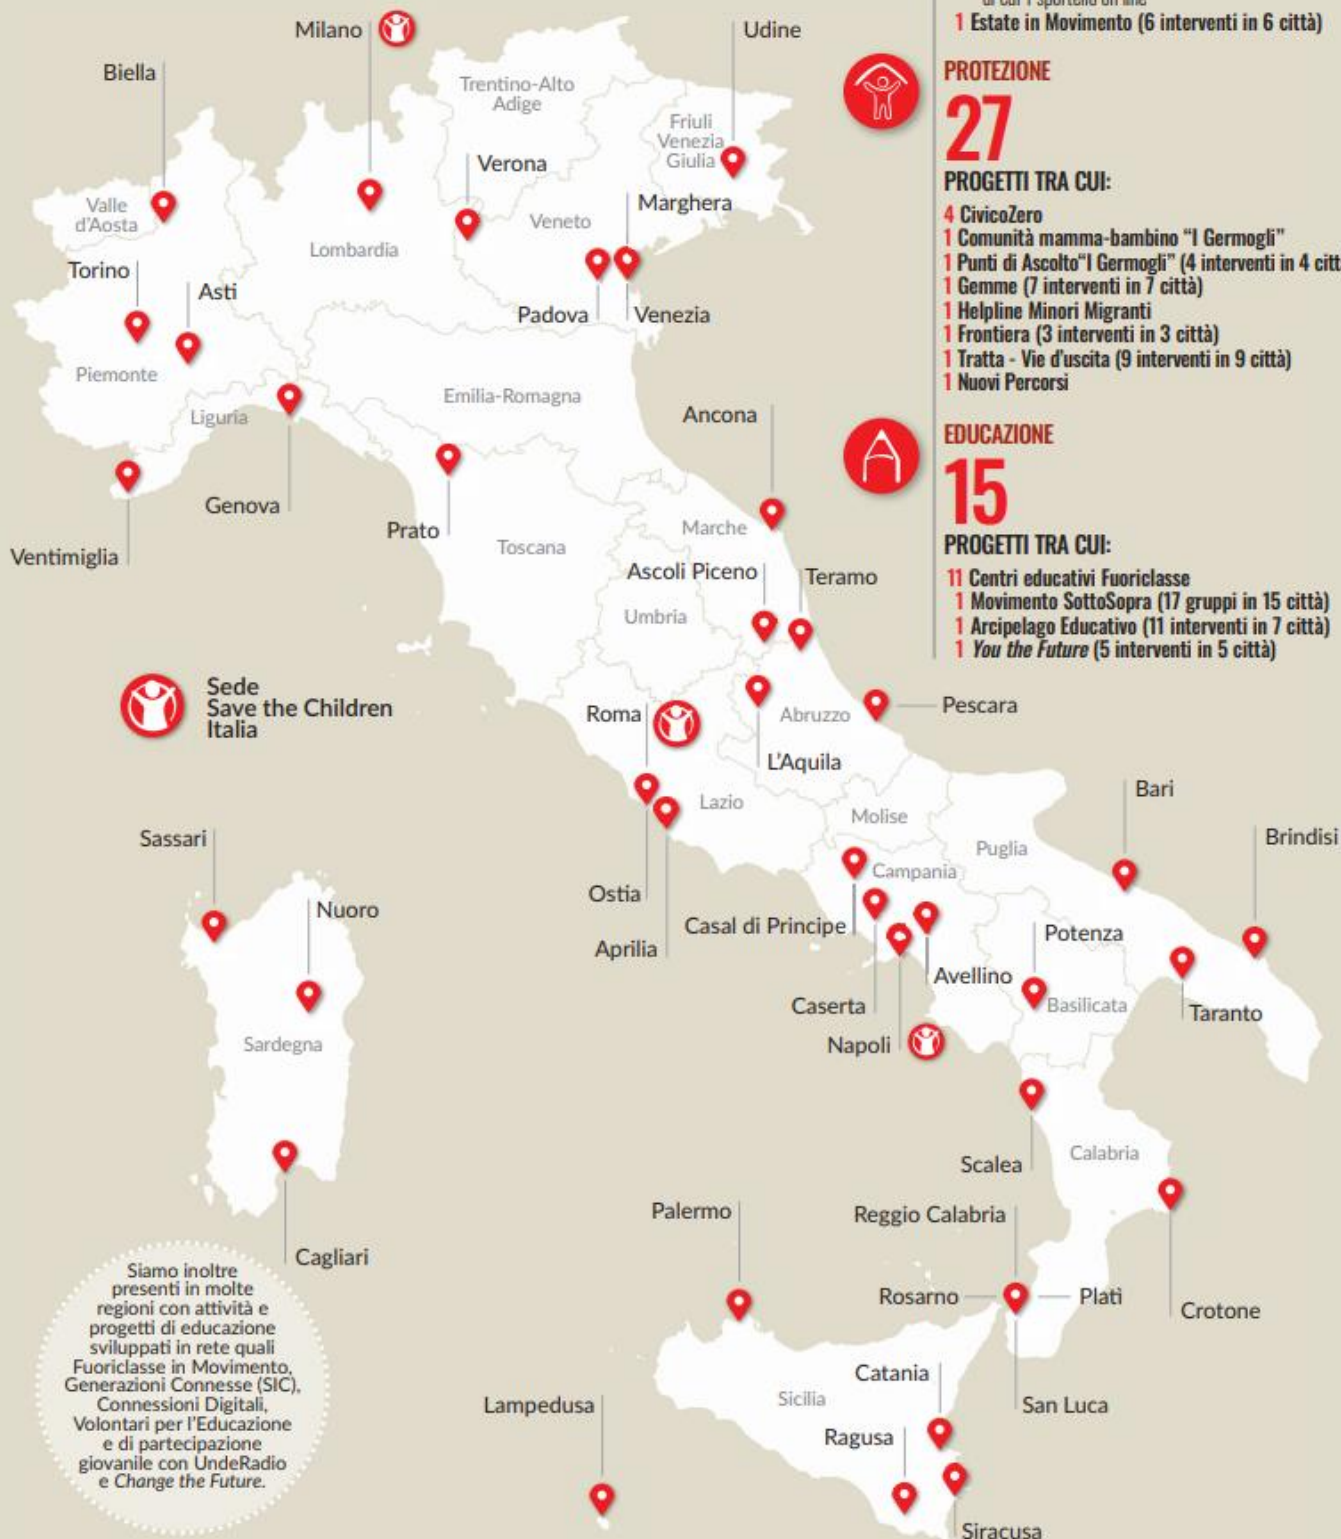 di cui 1 sportello on line
1 Estate in Movimento (6 interventi in 6 città)
PROTEZIONE
27
PROGETTI TRA CUI:
4 CivicoZero
1 Comunità mamma-bambino “I Germogli”
1 Punti di Ascolto“I Germogli” (4 interventi in 4 citt
1 Gemme (7 interventi in 7 città)
1 Helpline Minori Migranti
1 Frontiera (3 interventi in 3 città)
1 Tratta - Vie d’uscita (9 interventi in 9 città)
1 Nuovi Percorsi
EDUCAZIONE
15
PROGETTI TRA CUI:
11 Centri educativi Fuoriclasse
1 Movimento SottoSopra (17 gruppi in 15 città)
1 Arcipelago Educativo (11 interventi in 7 città)
1 You the Future (5 interventi in 5 città)
Milano
Udine
Biella
Trentino-Alto
Adige
Friuli
Venezia
Giulia
Verona
Marghera
Valle
d’Aosta
Veneto
Lombardia
Torino
Asti
Padova
Venezia
Piemonte
Emilia-Romagna
Liguria
Ancona
Genova
Prato
Marche
Ventimiglia
Toscana
Ascoli Piceno
Teramo
Umbria
Sede
Save the Children
Italia
Roma
Abruzzo
Pescara
L’Aquila
Lazio
Molise
Bari
Sassari
Puglia
Brindisi
Campania
Ostia
Nuoro
Casal di Principe
Potenza
Aprilia
Avellino
Caserta
Basilicata
Taranto
Napoli
Sardegna
Scalea
Calabria
Palermo
Reggio Calabria
Cagliari
Rosarno
Platì
Crotone
Siamo inoltre
presenti in molte
regioni con attività e
progetti di educazione
sviluppati in rete quali
Fuoriclasse in Movimento,
Generazioni Connesse (SIC),
Connessioni Digitali,
Volontari per l’Educazione
e di partecipazione
giovanile con UndeRadio
e Change the Future.
Catania
Sicilia
Lampedusa
San Luca
Ragusa
Siracusa